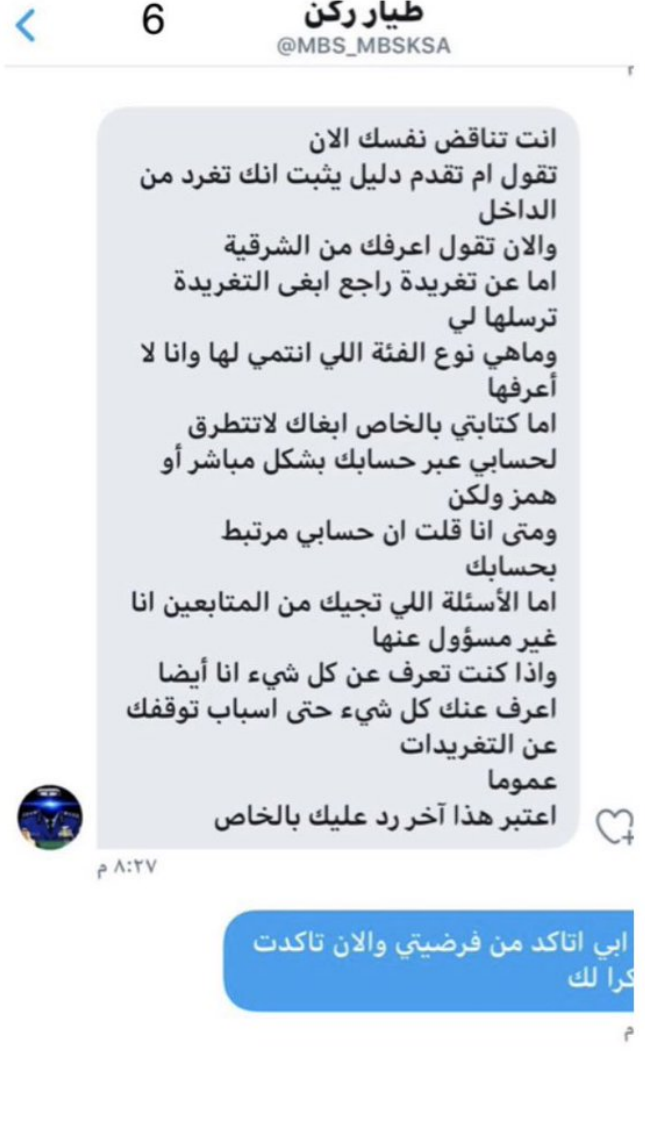 6
طيار ركن
@MBS_MBSKSA
انت تناقض نفسك الان
تقول ام تقدم دليل يثبت انك تغرد من
الداخل
والان تقول اعرفك من الشرقية
اما عن تغريدة راجع ابغى التغريدة
ترسلها لي
وماهي نوع الفئة اللي انتمي لها وانا لا
أعرفها
اما كتابتي بالخاص ابغاك لاتتطرق
لحسابي عبر حسابك بشكل مباشر أو
همز ولكن
ومتى انا قلت ان حسابي مرتبط
بحسابك
اما الأسئلة اللي تجيك من المتابعين انا
غير مسؤول عنها
واذا كنت تعرف عن كل شيء انا أيضا
اعرف عنك كل شيء حتى اسباب توقفك
عن التغريدات
عموما
اعتبر هذا آخر رد عليك بالخاص
٨:٢٧ م
ابي اتاكد من فرضيتي والان تاكدت
كرا لك
م